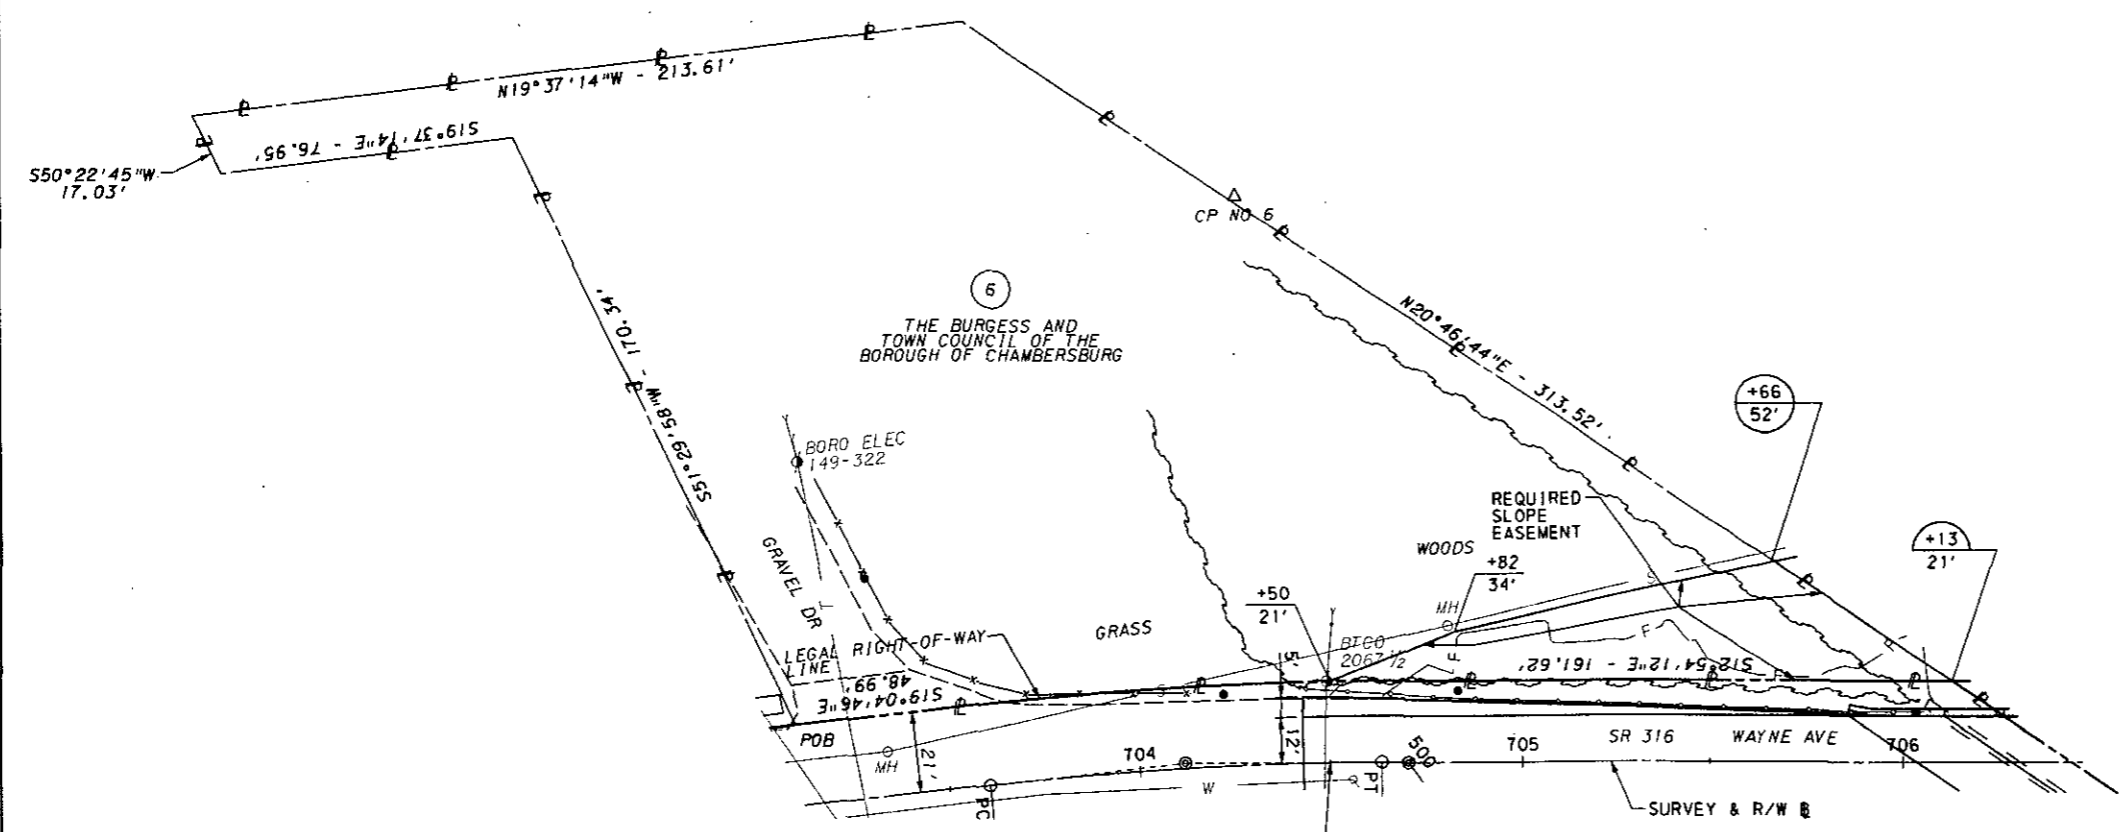 N19°37'14"W - 213.61'
S19°37'14"E - 76.95'
S50°22'45"W
17.03'
CP NO 6
6
THE BURGESS AND
TOWN COUNCIL OF THE
BOROUGH OF CHAMBERSBURG
N20°46'44"E - 313.52'
S51°29'58"W - 170.34'
+66
52'
BORO ELEC
149-322
REQUIRED
SLOPE
EASEMENT
WOODS
+13
21'
+82
34'
+50
21'
MH
GRAVEL DR
GRASS
LEGAL RIGHT-OF-WAY
LINE
BTCO
2067 1/2
S
F
F
5'
S12°54'12"E - 161.62'
48.99'
S19°04'46"E
S
POB
MH
21'
12'
704
500
705
SR 316
WAYNE AVE
706
PC
W
PT
SURVEY & R/W